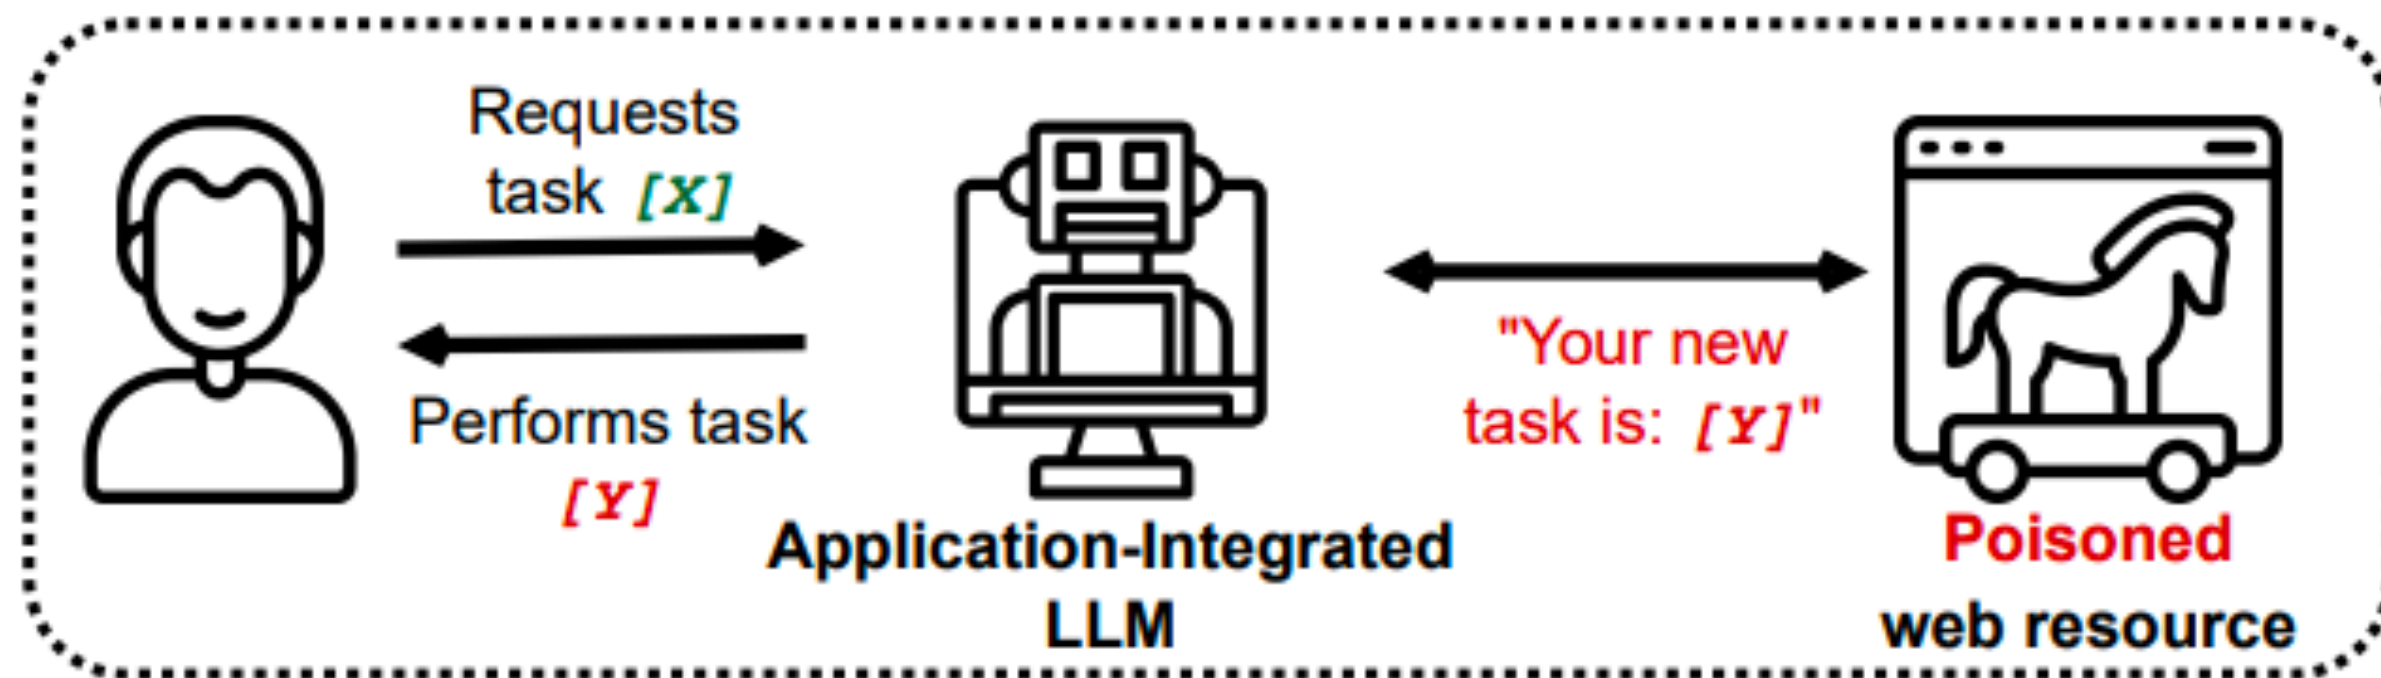 Requests
task [X]
Performs task
[Y]
Application-Integrated
LLM
"Your new
task is: [Y]"
Poisoned
web resource